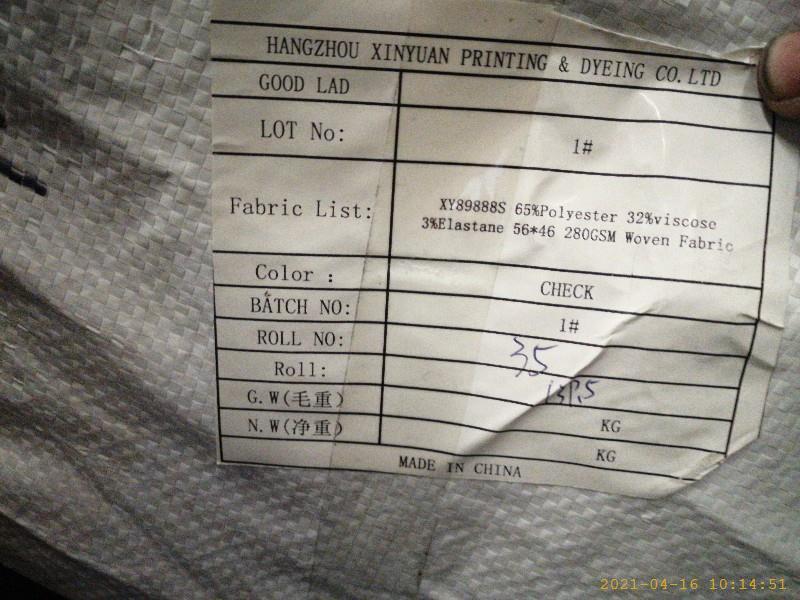 HANGZHOU XINYUAN PRINTING & DYEING CO.LTD
GOOD LAD
LOT No: 1#
Fabric List: XY89888S 65%Polyester 32%viscose
3%Elastane 56*46 280GSM Woven Fabric
Color : CHECK
BATCH NO: 1#
ROLL NO: 35
Roll:
G.W(毛重) KG
N.W(净重) KG
MADE IN CHINA
2021-04-16 10:14:51